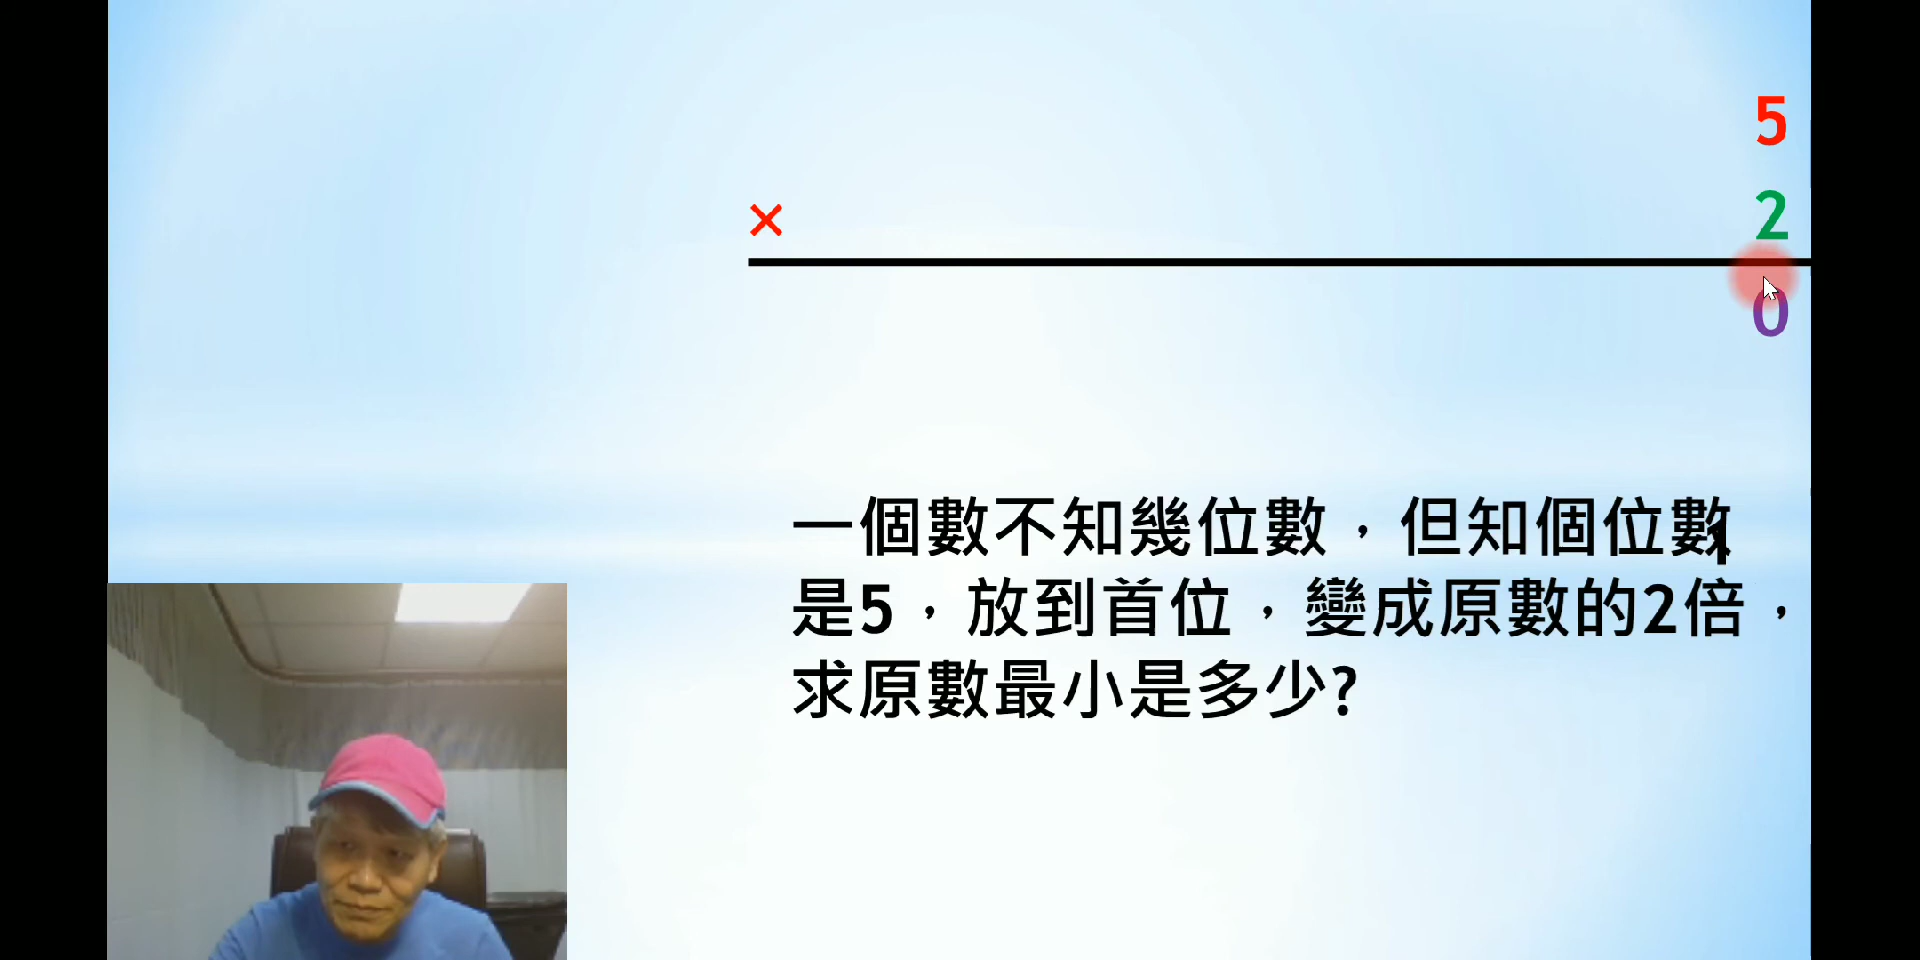 5
× 2
0
一個數不知幾位數，但知個位數
1
是5，放到首位，變成原數的2倍，
求原數最小是多少?